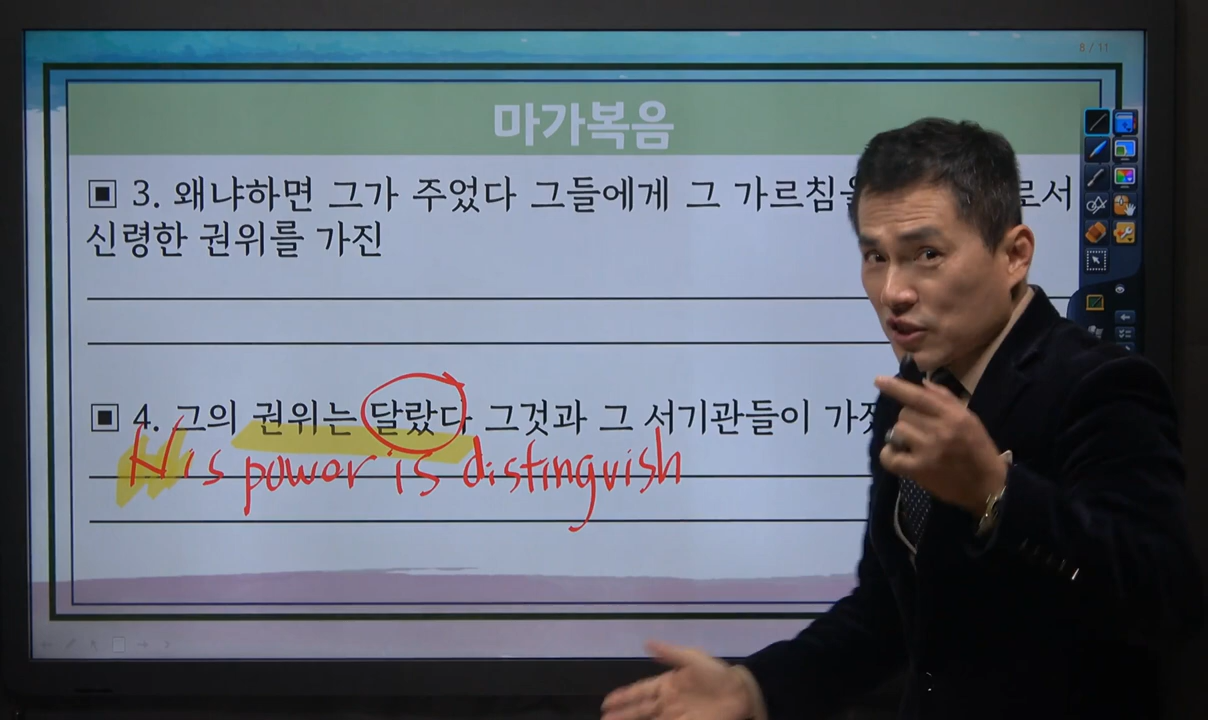 8 / 11
마가복음
3. 왜냐하면 그가 주었다 그들에게 그 가르침을 로서
신령한 권위를 가진
4. 그의 권위는 달랐다 그것과 그 서기관들이
His power is distinguish